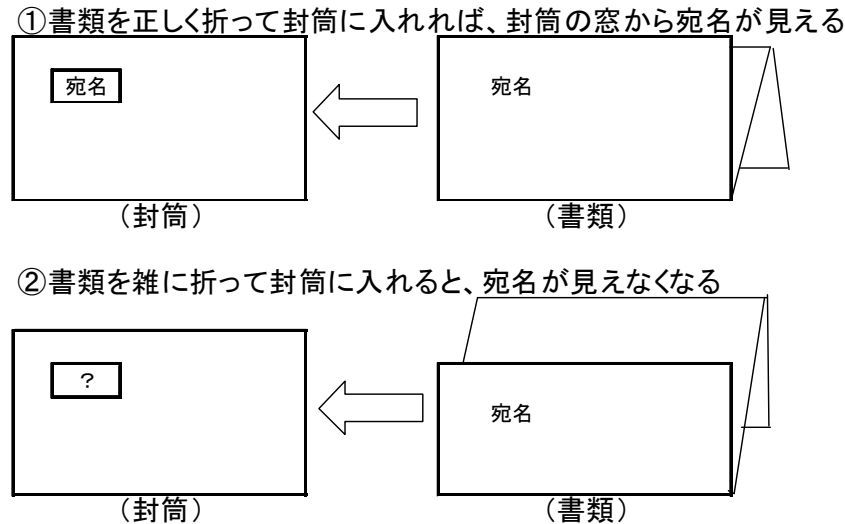 ①書類を正しく折って封筒に入れれば、封筒の窓から宛名が見える
宛名
宛名
（封筒）
（書類）
②書類を雑に折って封筒に入れると、宛名が見えなくなる
？
宛名
（封筒）
（書類）